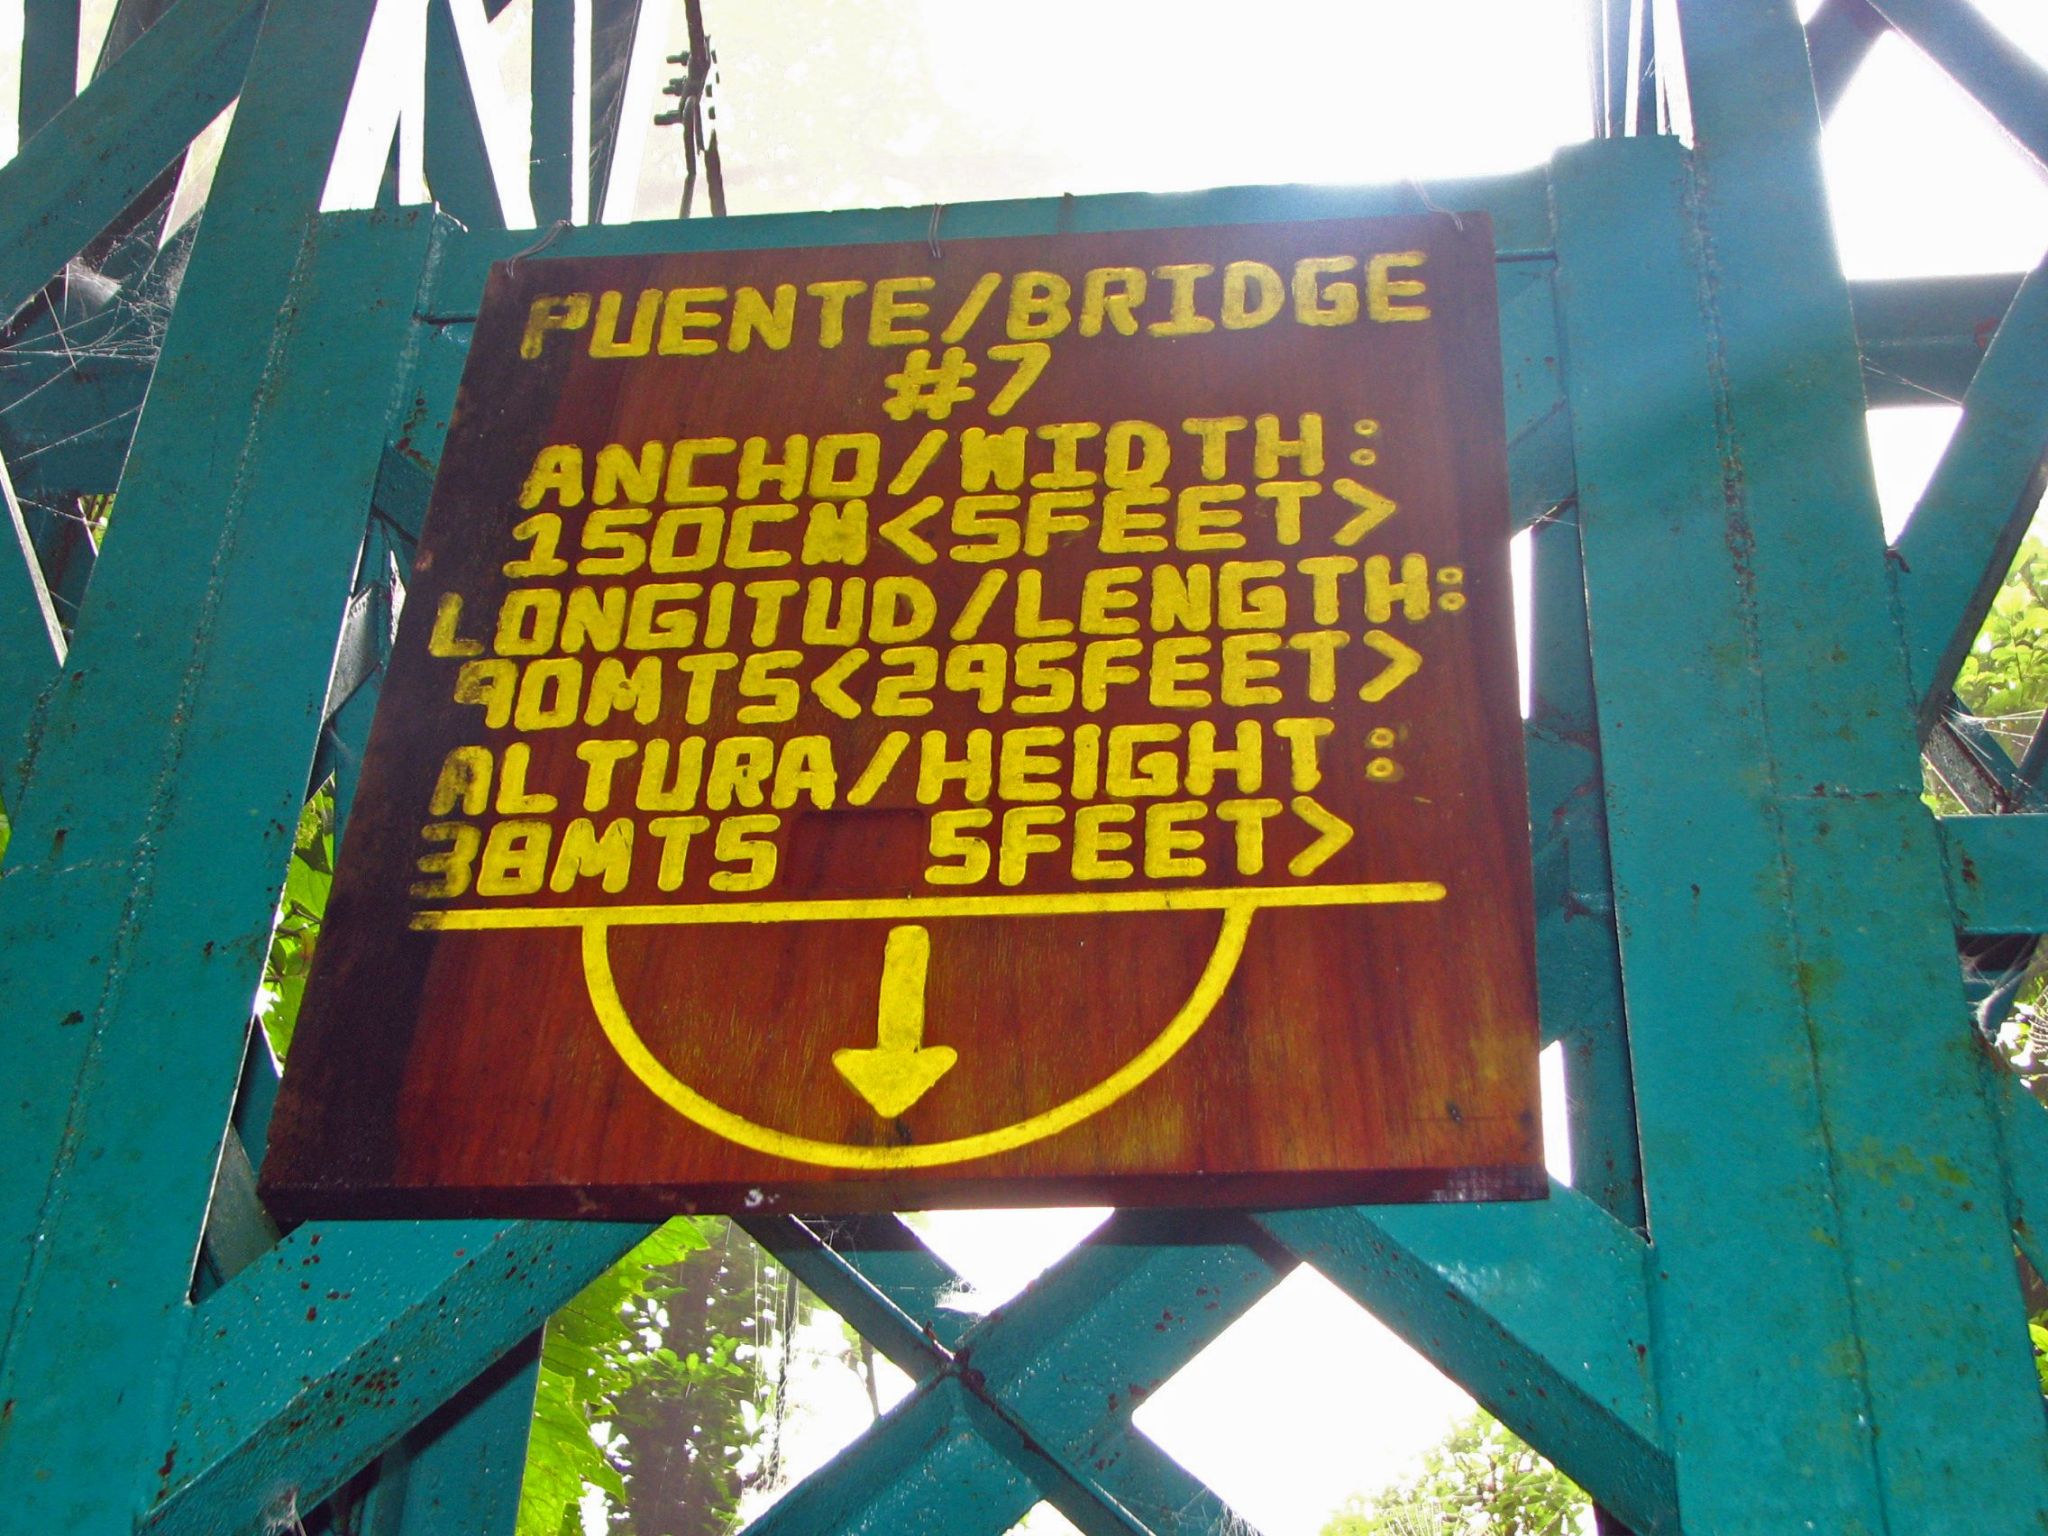 PUENTE/BRIDGE
#7
ANCHO/WIDTH:
150CM<5FEET>
LONGITUD/LENGTH:
90MTS<295FEET>
ALTURA/HEIGHT:
38MTS 5FEET>